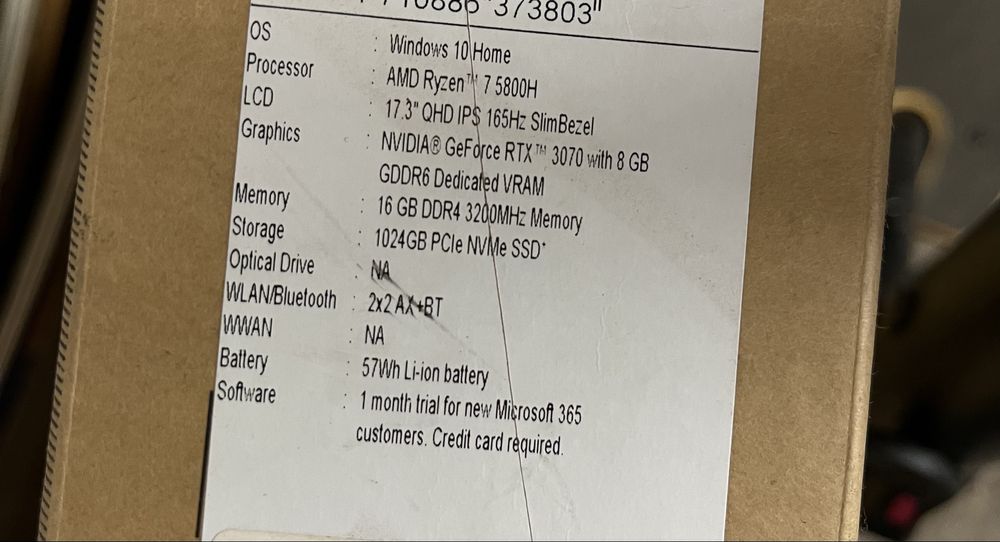 373803"
OS : Windows 10 Home
Processor : AMD Ryzen™ 7 5800H
LCD : 17.3" QHD IPS 165Hz SlimBezel
Graphics : NVIDIA® GeForce RTX™ 3070 with 8 GB
GDDR6 Dedicated VRAM
Memory : 16 GB DDR4 3200MHz Memory
Storage : 1024GB PCIe NVMe SSD*
Optical Drive : NA
WLAN/Bluetooth : 2x2 AX+BT
WWAN : NA
Battery : 57Wh Li-ion battery
Software : 1 month trial for new Microsoft 365
customers. Credit card required.